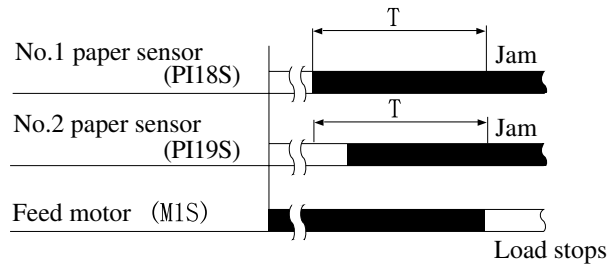 T
No.1 paper sensor
(PI18S)
Jam
T
No.2 paper sensor
(PI19S)
Jam
Feed motor (M1S)
Load stops